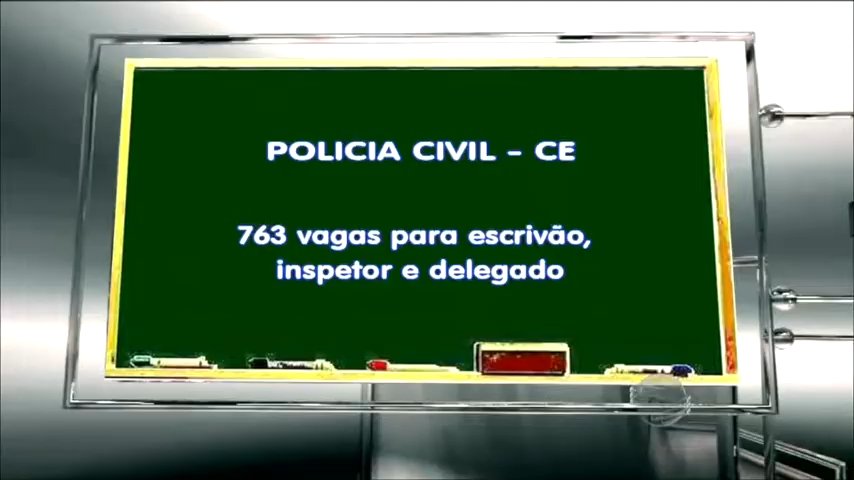 POLICIA CIVIL – CE
763 vagas para escrivão,
inspetor e delegado